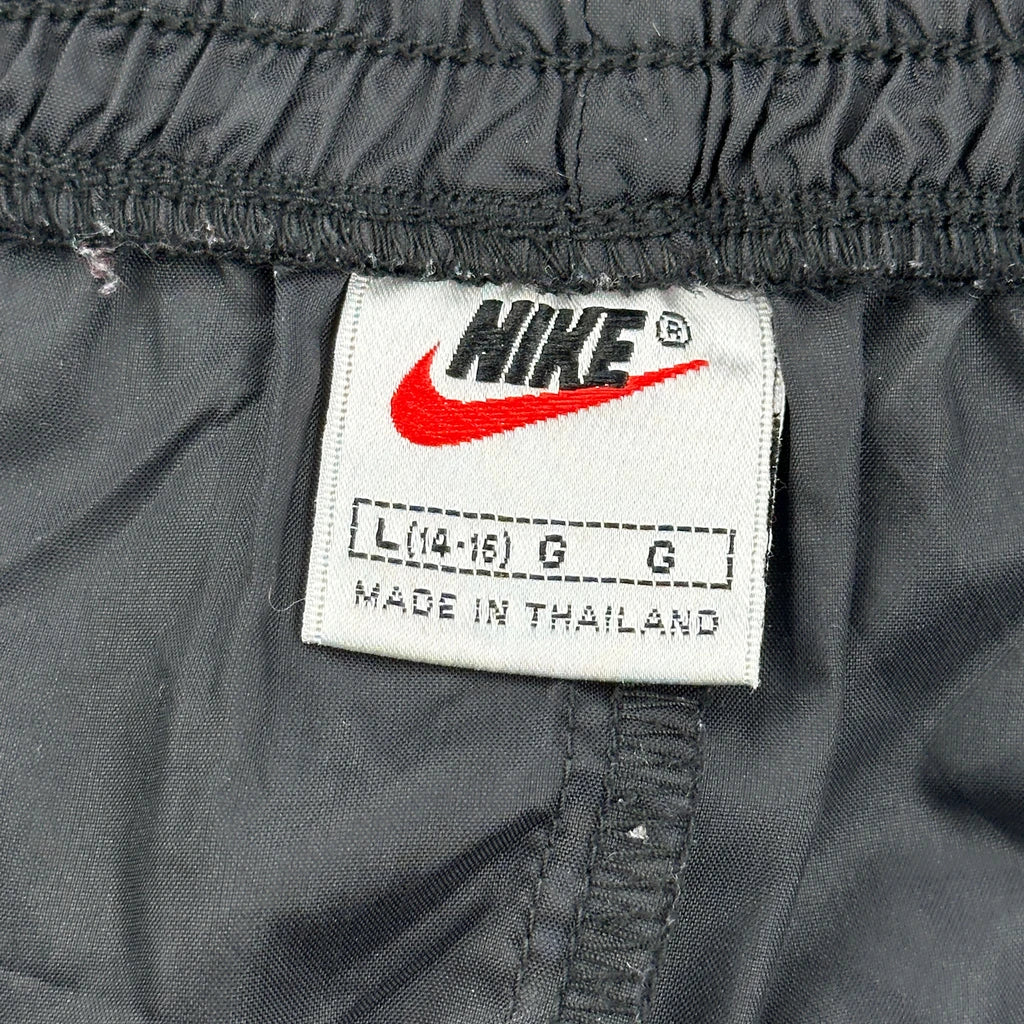 NIKE ®
L(14-16) G G
MADE IN THAILAND